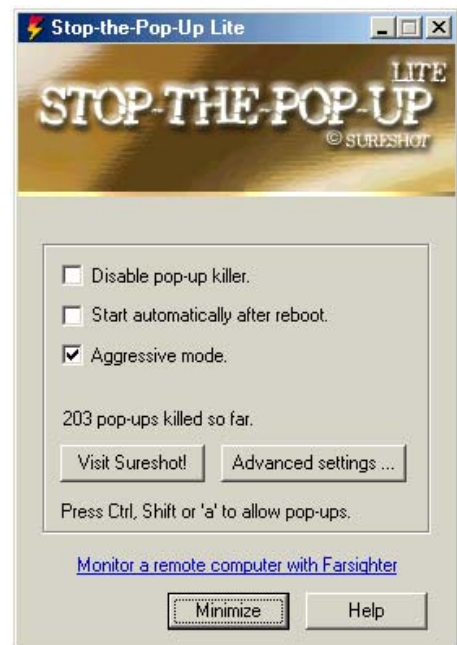 Stop-the-Pop-Up Lite
LITE
STOP-THE-POP-UP
© SURESHOT
Disable pop-up killer.
Start automatically after reboot.
Aggressive mode.
203 pop-ups killed so far.
Visit Sureshot!
Advanced settings ...
Press Ctrl, Shift or 'a' to allow pop-ups.
Monitor a remote computer with Farsighter
Minimize
Help